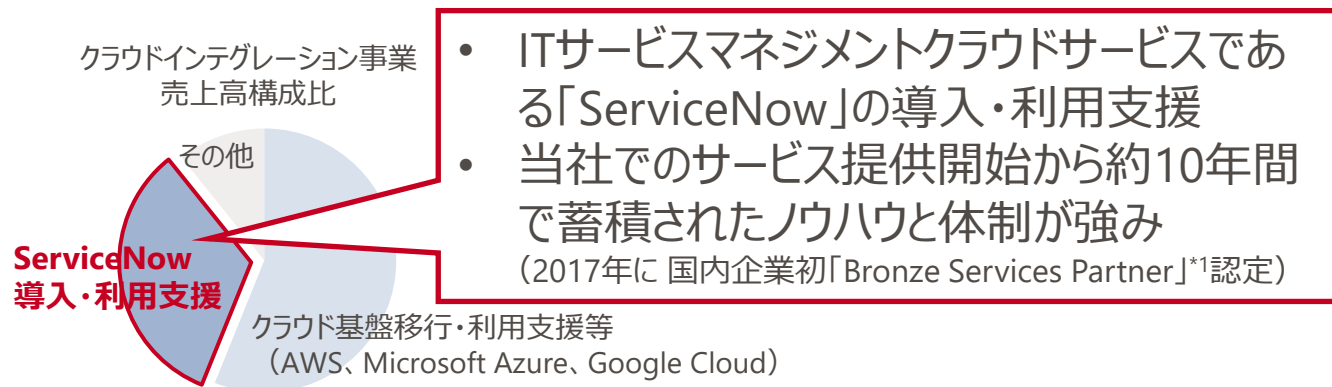 クラウドインテグレーション事業
売上高構成比
その他
ServiceNow
導入・利用支援
クラウド基盤移行・利用支援等
（AWS、Microsoft Azure、Google Cloud）
• ITサービスマネジメントクラウドサービスであ
る「ServiceNow」の導入・利用支援
• 当社でのサービス提供開始から約10年間
で蓄積されたノウハウと体制が強み
（2017年に 国内企業初「Bronze Services Partner」*1認定）